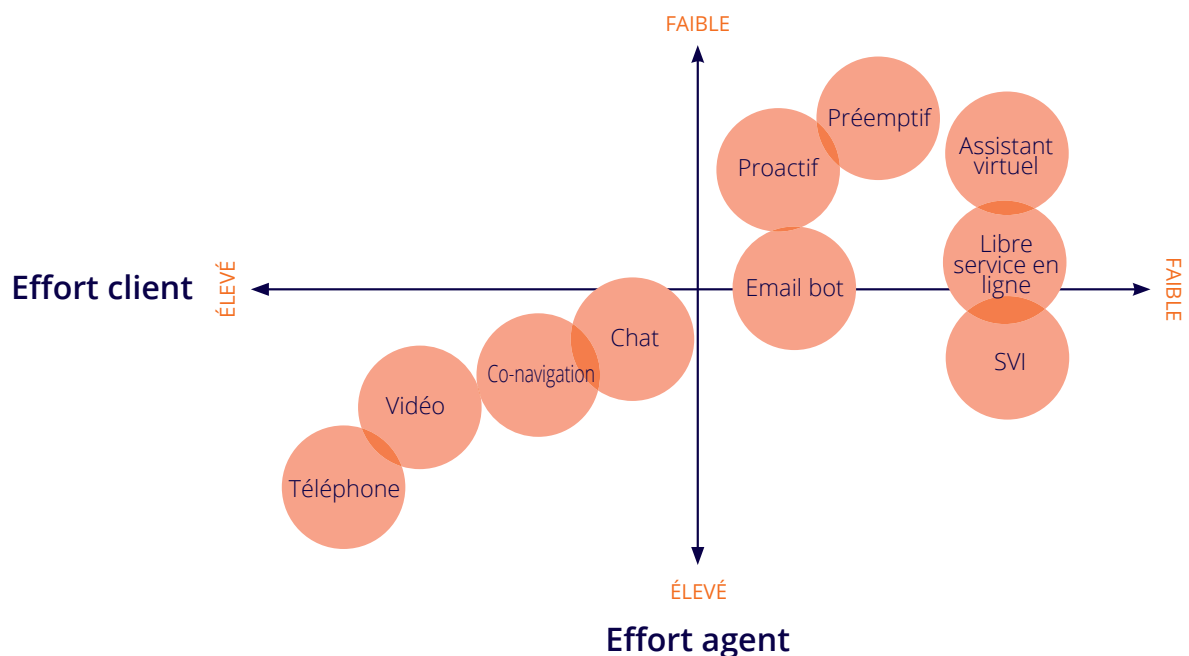 FAIBLE
Préemptif
Proactif
Assistant
virtuel
Libre
service en
ligne
Effort client
ÉLEVÉ
FAIBLE
Email bot
Chat
SVI
Co-navigation
Vidéo
Téléphone
ÉLEVÉ
Effort agent